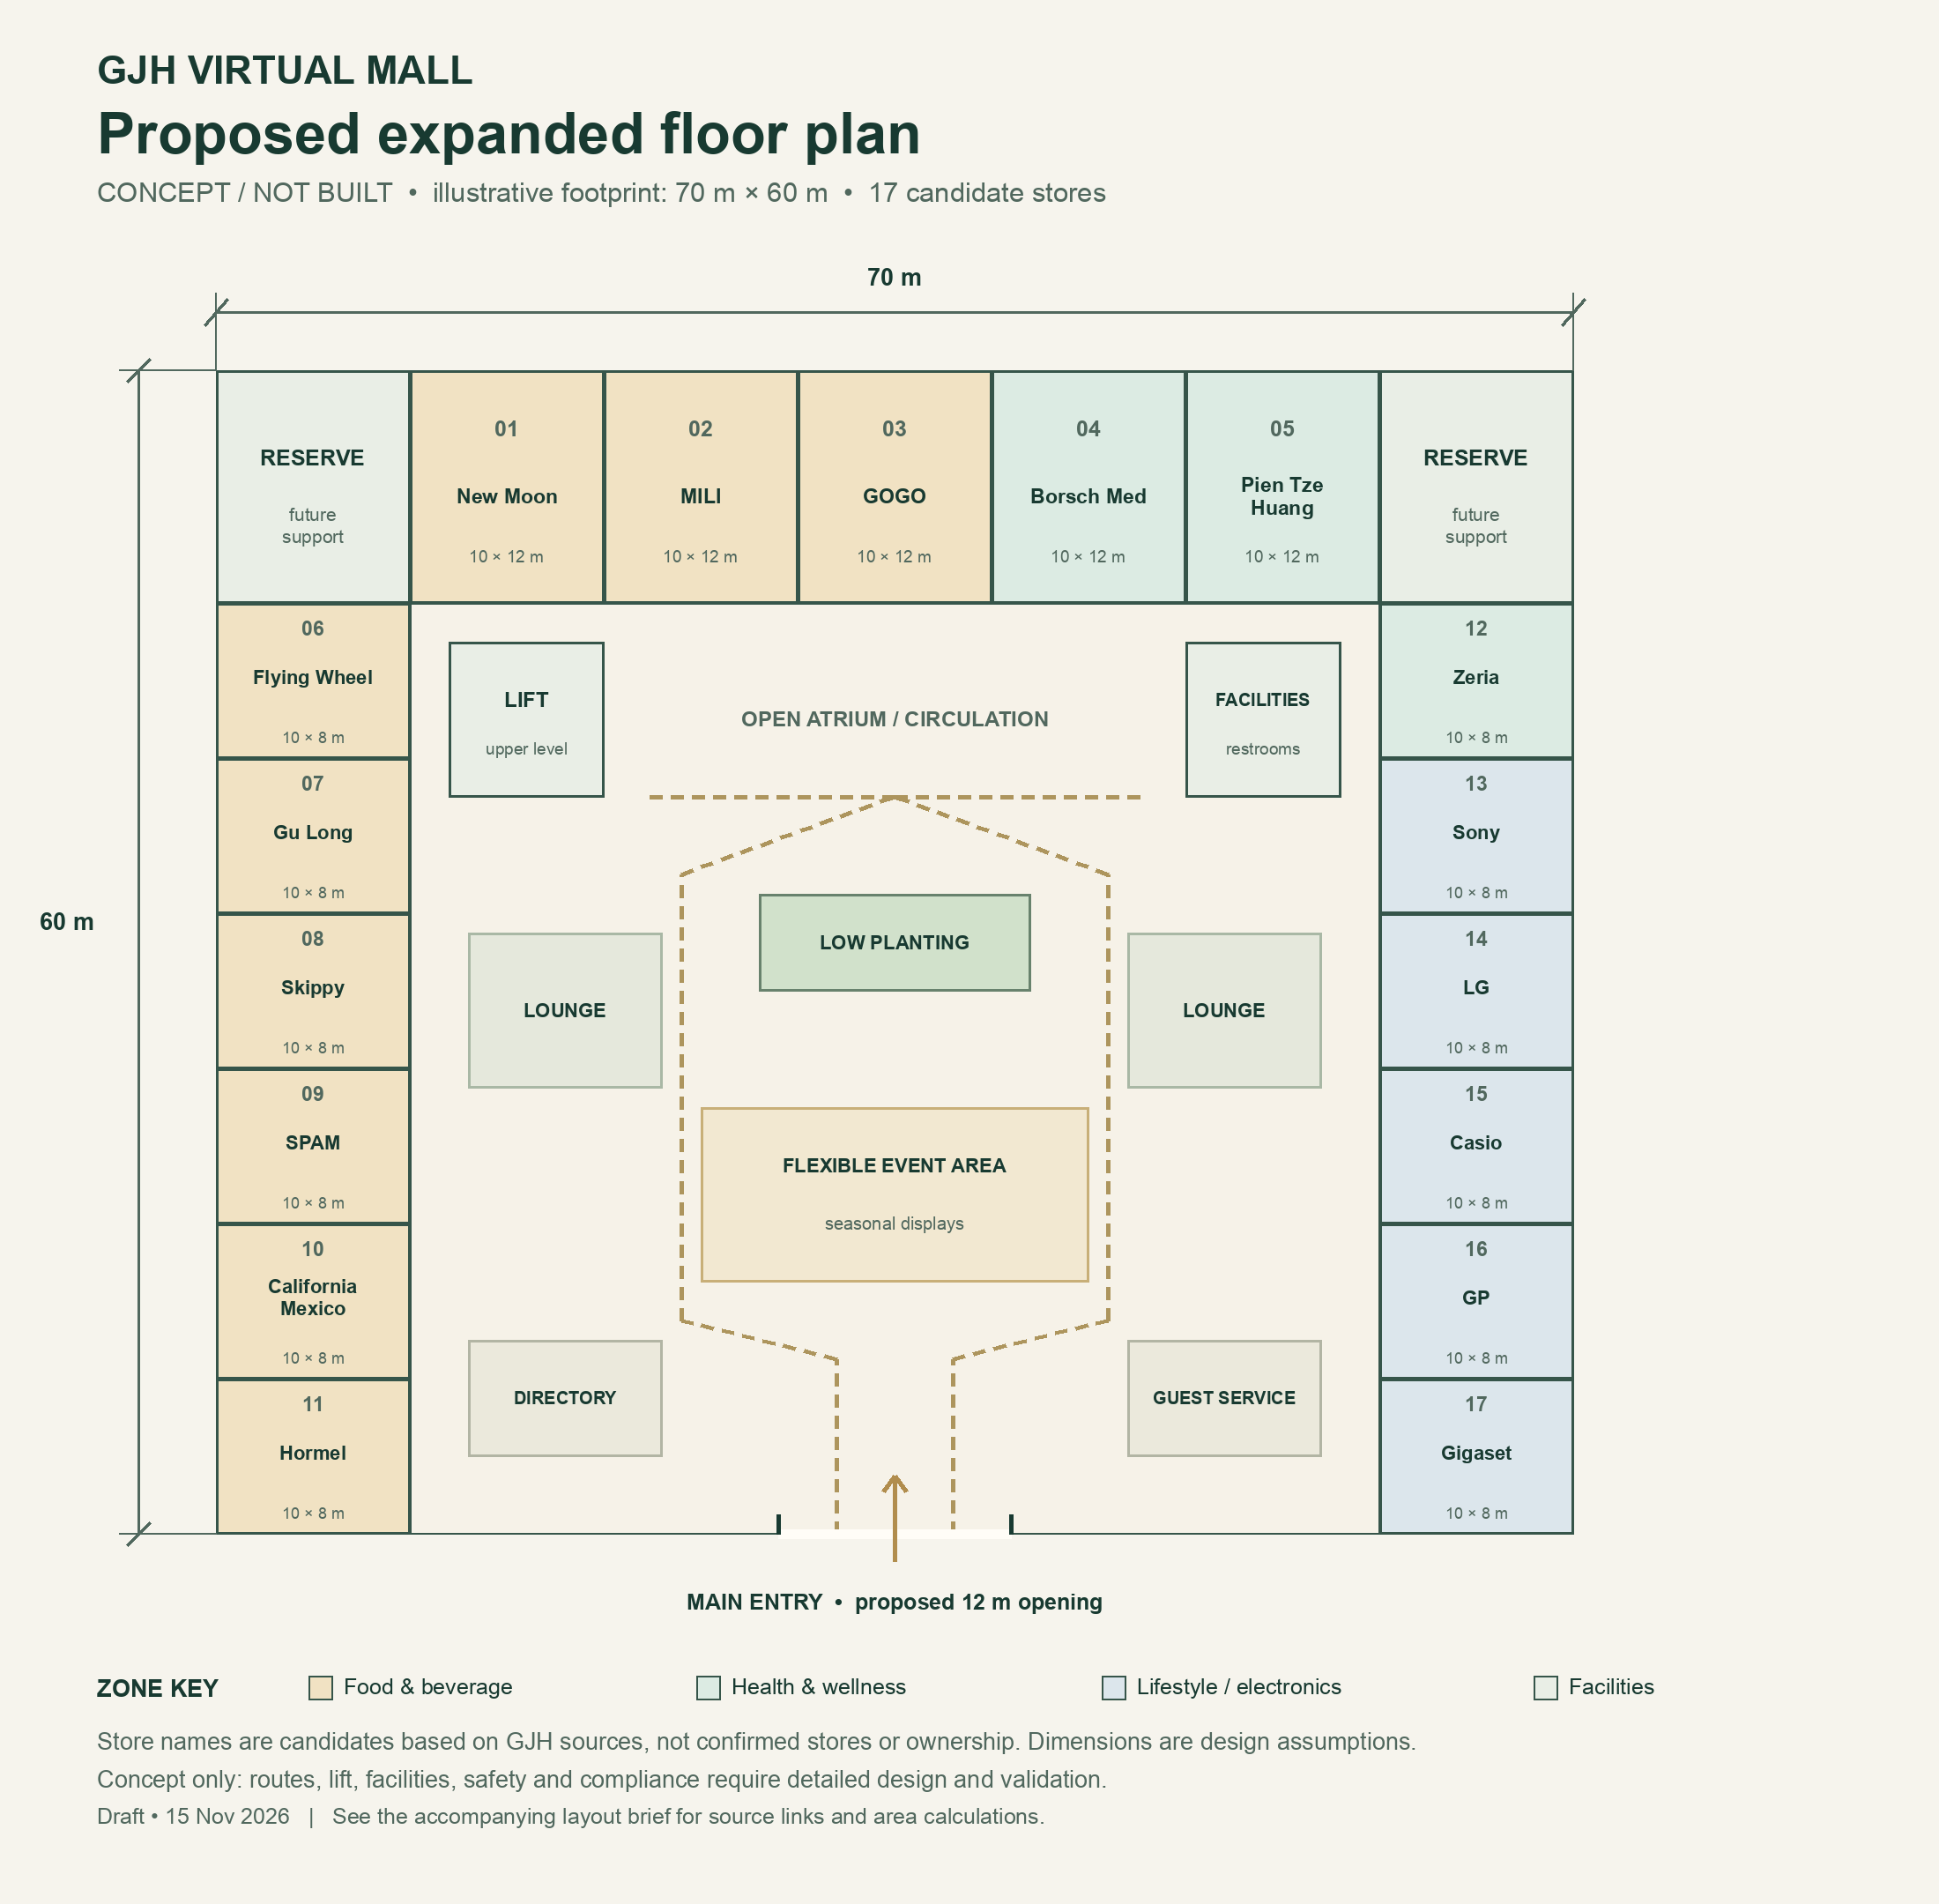 GJH VIRTUAL MALL
Proposed expanded floor plan
CONCEPT / NOT BUILT • illustrative footprint: 70 m × 60 m • 17 candidate stores
70 m
60 m
RESERVE
future
support
01
New Moon
10 × 12 m
02
MILI
10 × 12 m
03
GOGO
10 × 12 m
04
Borsch Med
10 × 12 m
05
Pien Tze
Huang
10 × 12 m
RESERVE
future
support
06
Flying Wheel
10 × 8 m
07
Gu Long
10 × 8 m
08
Skippy
10 × 8 m
09
SPAM
10 × 8 m
10
California
Mexico
10 × 8 m
11
Hormel
10 × 8 m
LIFT
upper level
OPEN ATRIUM / CIRCULATION
FACILITIES
restrooms
LOW PLANTING
LOUNGE
LOUNGE
FLEXIBLE EVENT AREA
seasonal displays
DIRECTORY
GUEST SERVICE
12
Zeria
10 × 8 m
13
Sony
10 × 8 m
14
LG
10 × 8 m
15
Casio
10 × 8 m
16
GP
10 × 8 m
17
Gigaset
10 × 8 m
MAIN ENTRY • proposed 12 m opening
ZONE KEY
Food & beverage
Health & wellness
Lifestyle / electronics
Facilities
Store names are candidates based on GJH sources, not confirmed stores or ownership. Dimensions are design assumptions.
Concept only: routes, lift, facilities, safety and compliance require detailed design and validation.
Draft • 15 Nov 2026 | See the accompanying layout brief for source links and area calculations.